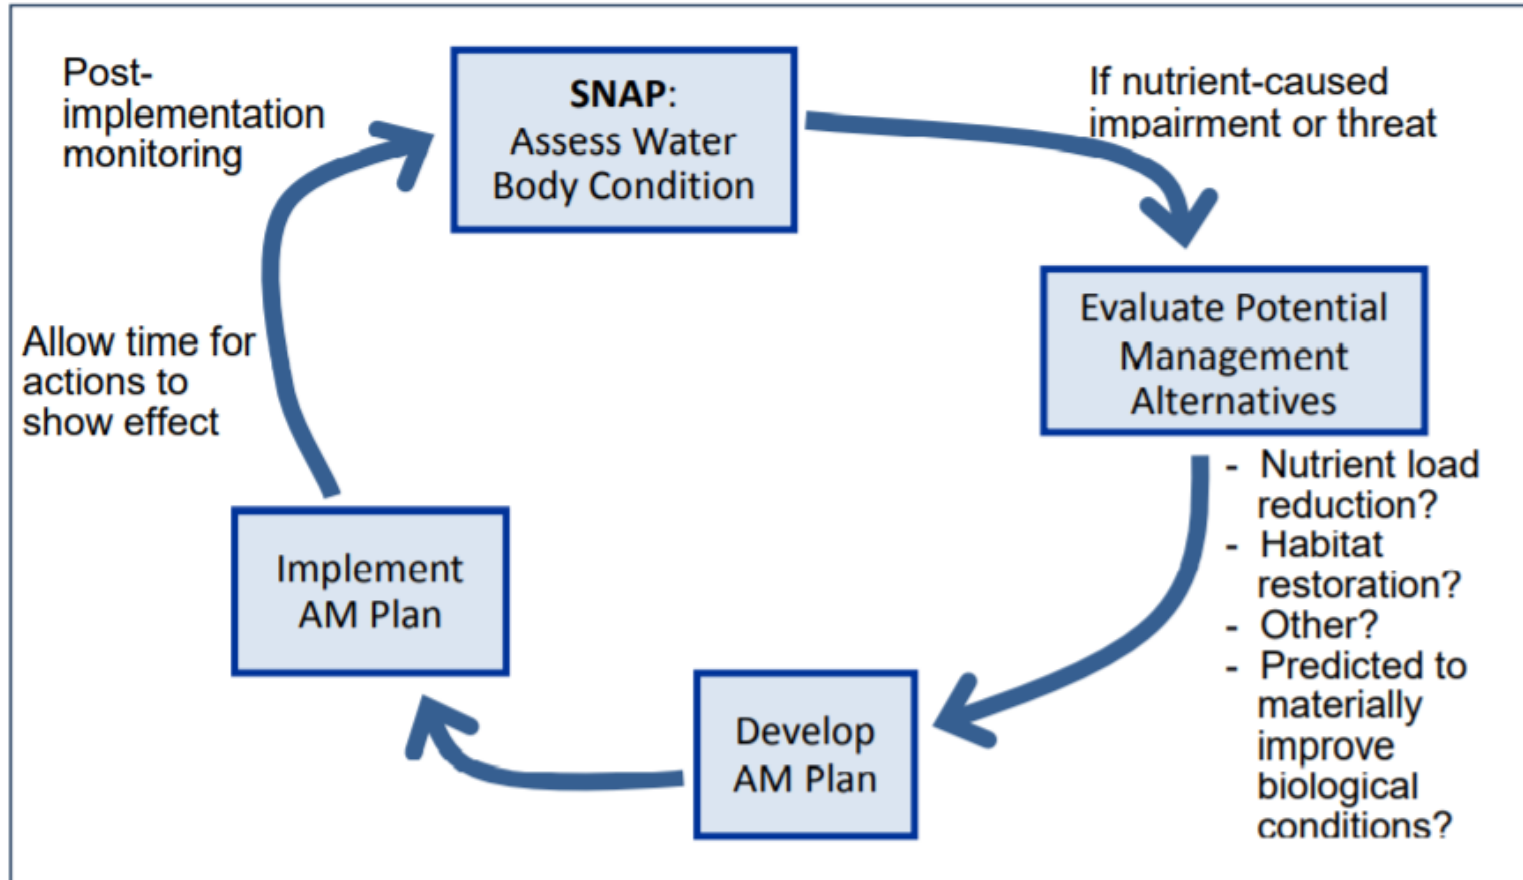 SNAP:
Assess Water
Body Condition
If nutrient-caused
impairment or threat
Evaluate Potential
Management
Alternatives
- Nutrient load
reduction?
- Habitat
restoration?
- Other?
- Predicted to
materially
improve
biological
conditions?
Develop
AM Plan
Implement
AM Plan
Allow time for
actions to
show effect
Post-
implementation
monitoring